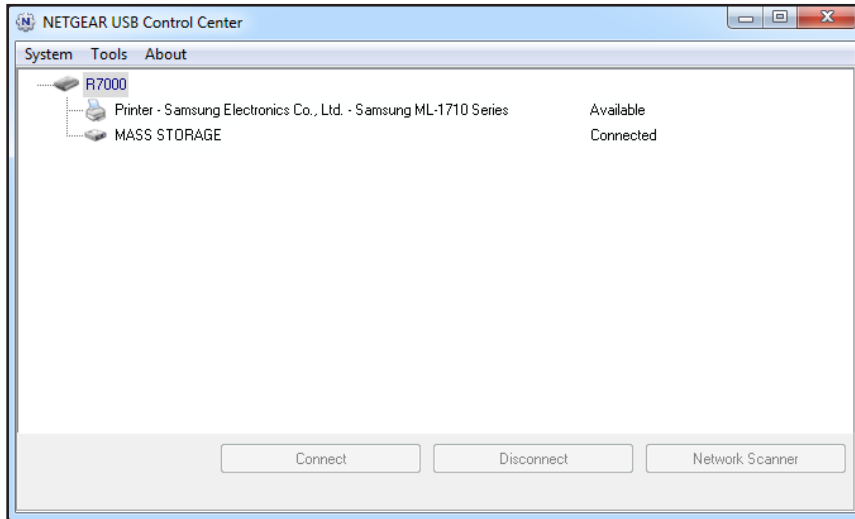 NETGEAR USB Control Center
System Tools About
R7000
Printer - Samsung Electronics Co., Ltd. - Samsung ML-1710 Series Available
MASS STORAGE Connected
Connect Disconnect Network Scanner